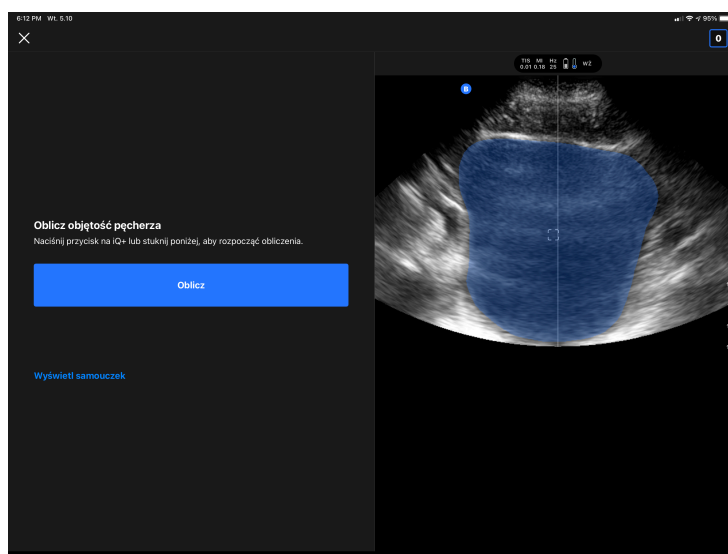 6:12 PM Wt. 5.10
95%
0
TIS MI Hz
0.01 0.18 25 WŻ
B
Oblicz objętość pęcherza
Naciśnij przycisk na iQ+ lub stuknij poniżej, aby rozpocząć obliczenia.
Oblicz
Wyświetl samouczek